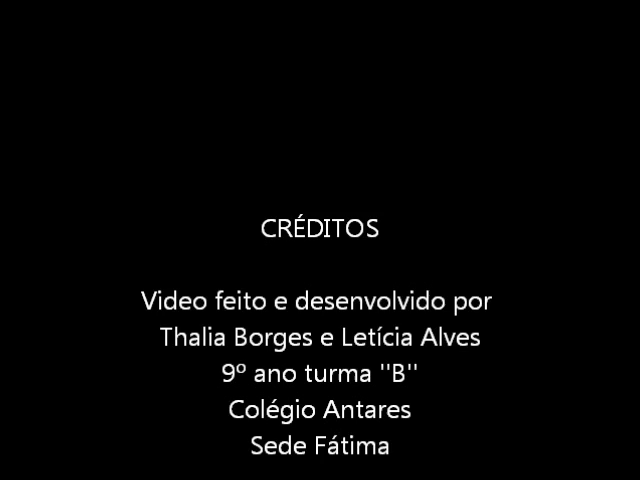 CRÉDITOS
Video feito e desenvolvido por
Thalia Borges e Letícia Alves
9º ano turma ''B''
Colégio Antares
Sede Fátima